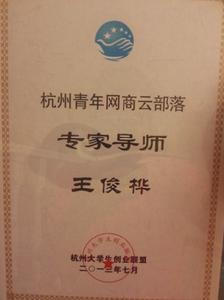 杭州青年网商云部落
专家导师
王俊桦
杭州大学生创业联盟
二〇一三年七月